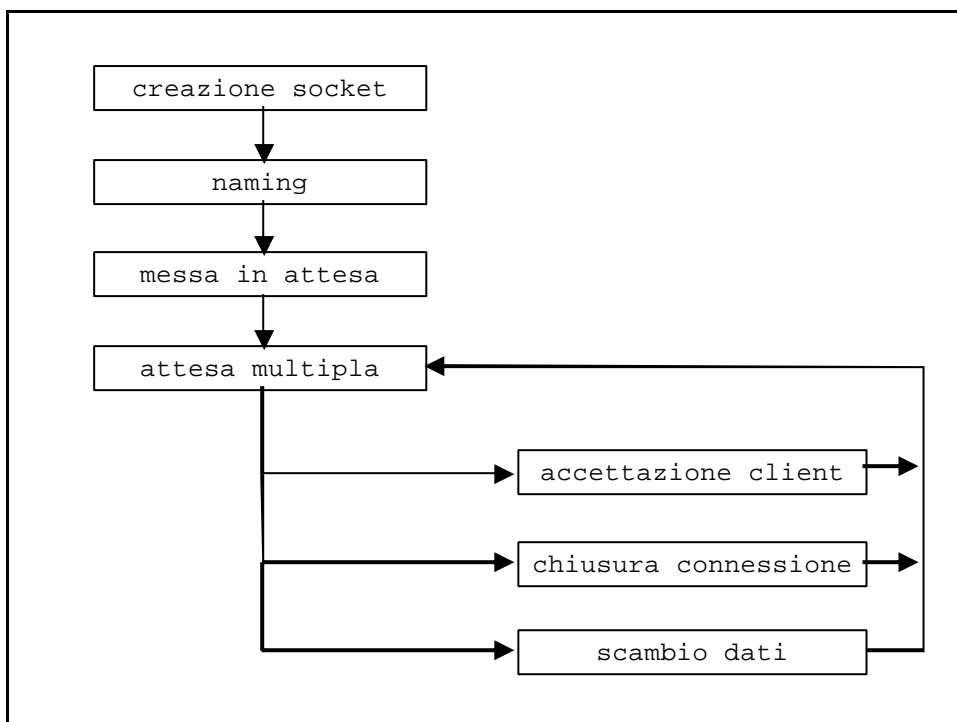 creazione socket
naming
messa in attesa
attesa multipla
accettazione client
chiusura connessione
scambio dati